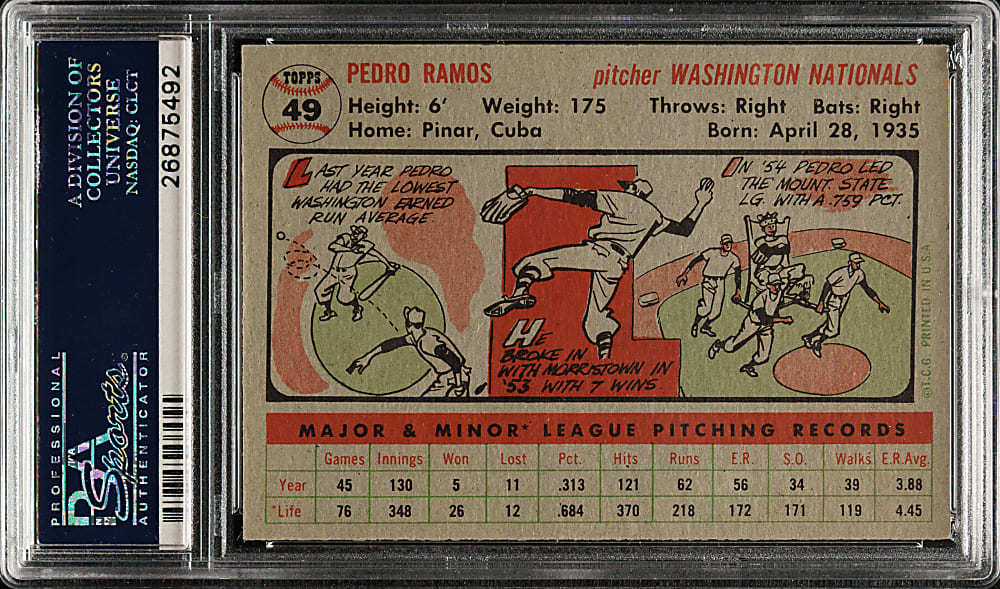 A DIVISION OF
COLLECTORS
UNIVERSE
NASDAQ: CLCT
26875492
PROFESSIONAL
PSA
Sports®
AUTHENTICATOR
TOPPS
49
PEDRO RAMOS
pitcher WASHINGTON NATIONALS
Height: 6' Weight: 175 Throws: Right Bats: Right
Home: Pinar, Cuba Born: April 28, 1935
LAST YEAR PEDRO
HAD THE LOWEST
WASHINGTON EARNED
RUN AVERAGE.
HE
BROKE IN
WITH MORRISTOWN IN
'53 WITH 7 WINS.
IN '54 PEDRO LED
THE MOUNT. STATE
LG. WITH A .759 PCT.
©T.C.G. PRINTED IN U.S.A.
MAJOR & MINOR* LEAGUE PITCHING RECORDS
Games Innings Won Lost Pct. Hits Runs E.R. S.O. Walks E.R.Avg.
Year 45 130 5 11 .313 121 62 56 34 39 3.88
*Life 76 348 26 12 .684 370 218 172 171 119 4.45